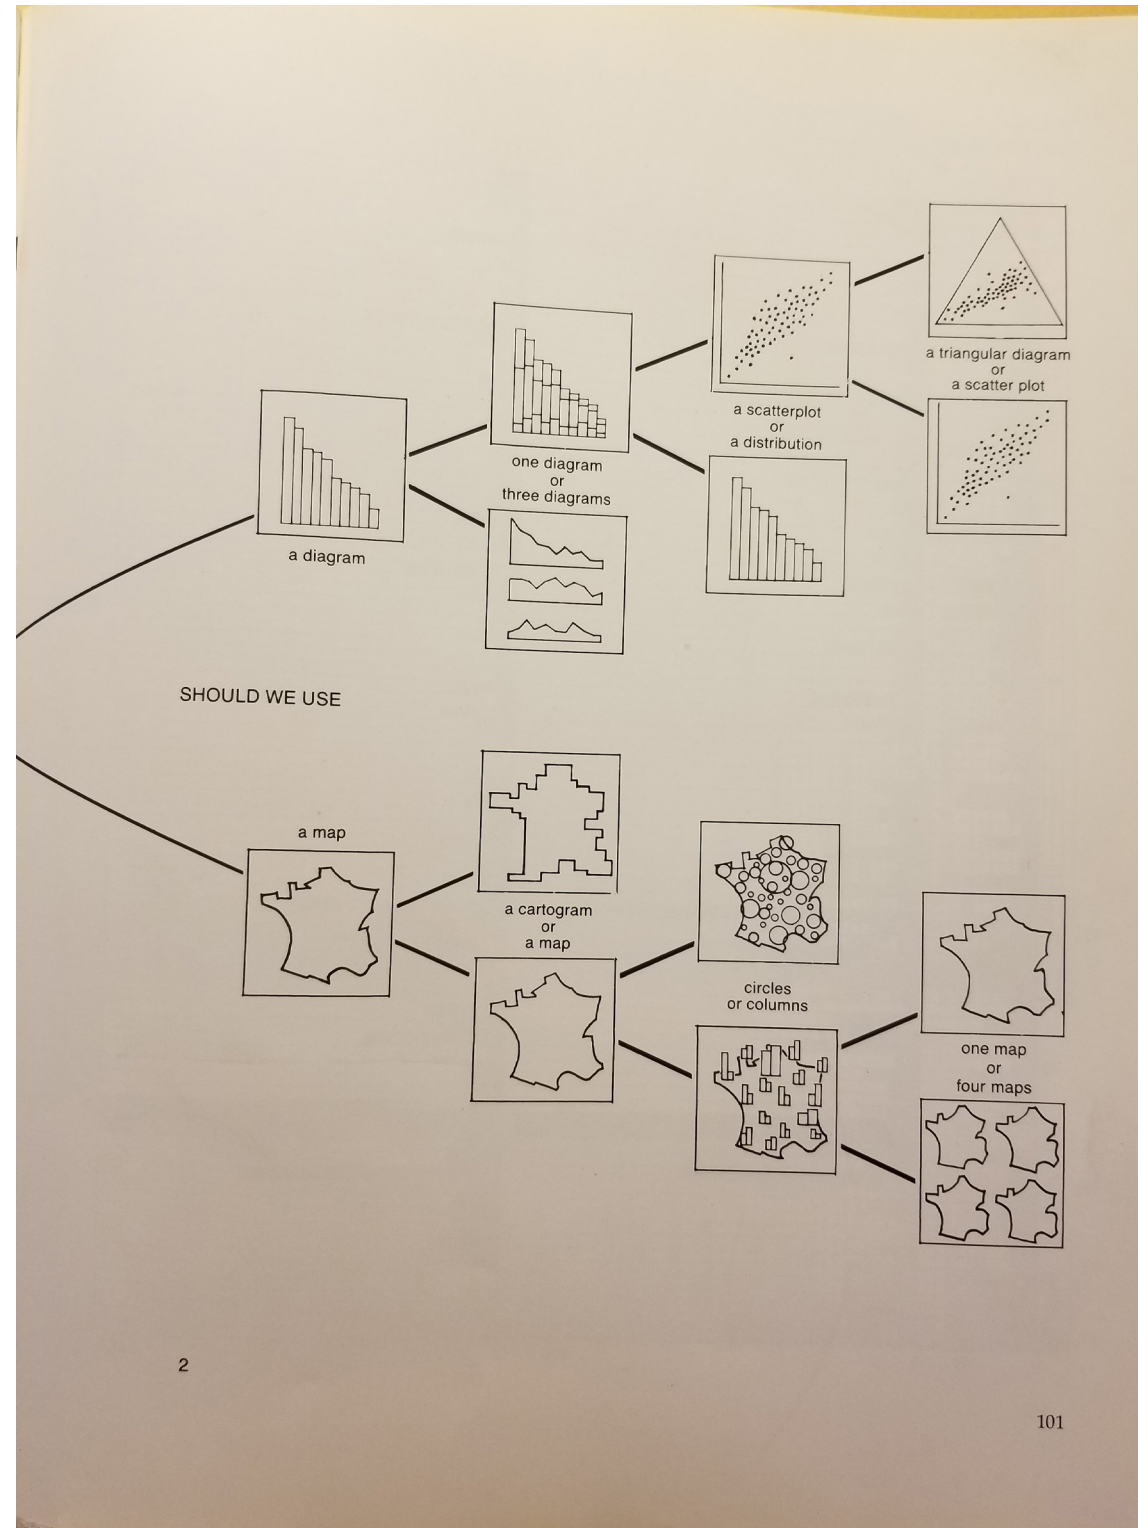 a triangular diagram
or
a scatter plot
a scatterplot
or
a distribution
one diagram
or
three diagrams
a diagram
SHOULD WE USE
a map
a cartogram
or
a map
circles
or columns
one map
or
four maps
2
101